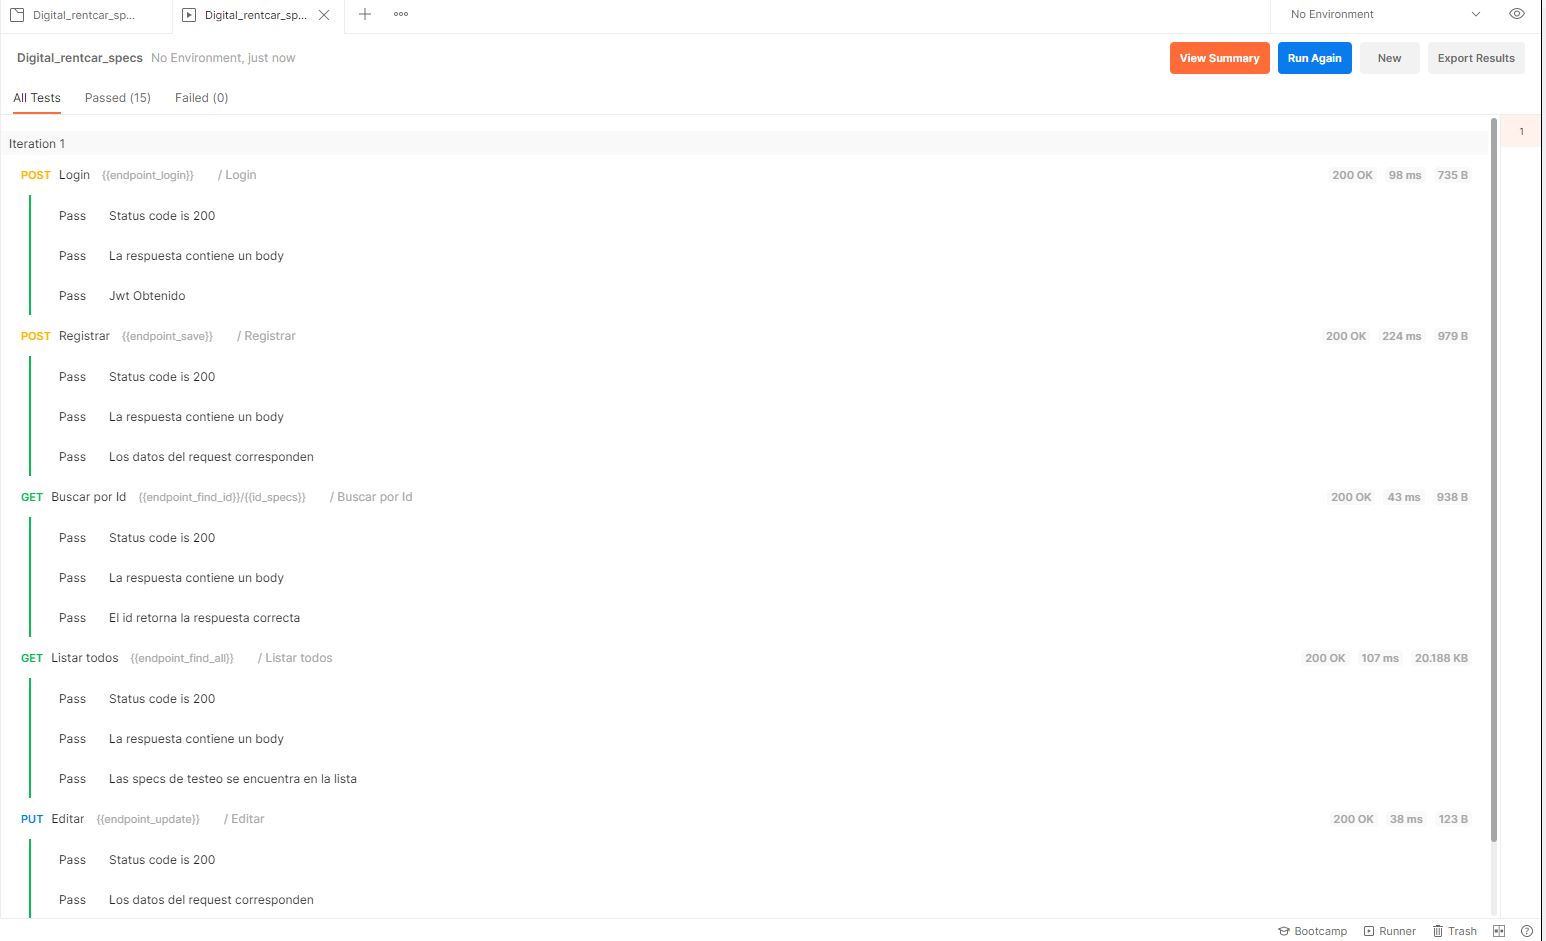 Digital_rentcar_sp...
Digital_rentcar_sp...
No Environment
Digital_rentcar_specs No Environment, just now
View Summary
Run Again
New
Export Results
All Tests
Passed (15)
Failed (0)
Iteration 1
1
POST Login {{endpoint_login}} / Login 200 OK 98 ms 735 B
Pass Status code is 200
Pass La respuesta contiene un body
Pass Jwt Obtenido
POST Registrar {{endpoint_save}} / Registrar 200 OK 224 ms 979 B
Pass Status code is 200
Pass La respuesta contiene un body
Pass Los datos del request corresponden
GET Buscar por Id {{endpoint_find_id}}/{{id_specs}} / Buscar por Id 200 OK 43 ms 938 B
Pass Status code is 200
Pass La respuesta contiene un body
Pass El id retorna la respuesta correcta
GET Listar todos {{endpoint_find_all}} / Listar todos 200 OK 107 ms 20.188 KB
Pass Status code is 200
Pass La respuesta contiene un body
Pass Las specs de testeo se encuentra en la lista
PUT Editar {{endpoint_update}} / Editar 200 OK 38 ms 123 B
Pass Status code is 200
Pass Los datos del request corresponden
Bootcamp
Runner
Trash